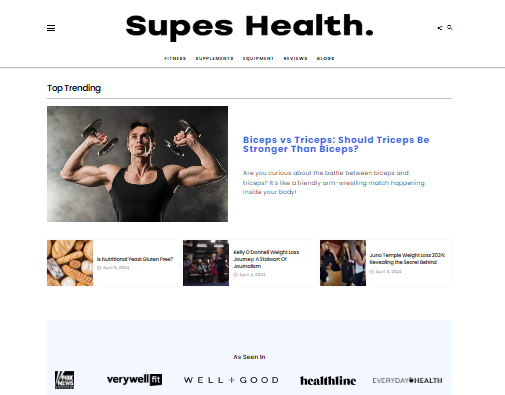 Supes Health.
FITNESS SUPPLEMENTS EQUIPMENT REVIEWS BLOGS
Top Trending
Biceps vs Triceps: Should Triceps Be
Stronger Than Biceps?
Are you curious about the battle between biceps and
triceps? It's like a friendly arm-wrestling match happening
inside your body!
Is Nutritional Yeast Gluten Free?
April 5, 2024
Kelly O'Donnell Weight Loss
Journey: A Stalwart Of
Journalism
April 4, 2024
Juno Temple Weight Loss 2024:
Revealing the Secret Behind
April 3, 2024
As Seen In
FOX
NEWS
verywell fit
WELL+GOOD
healthline
EVERYDAY HEALTH